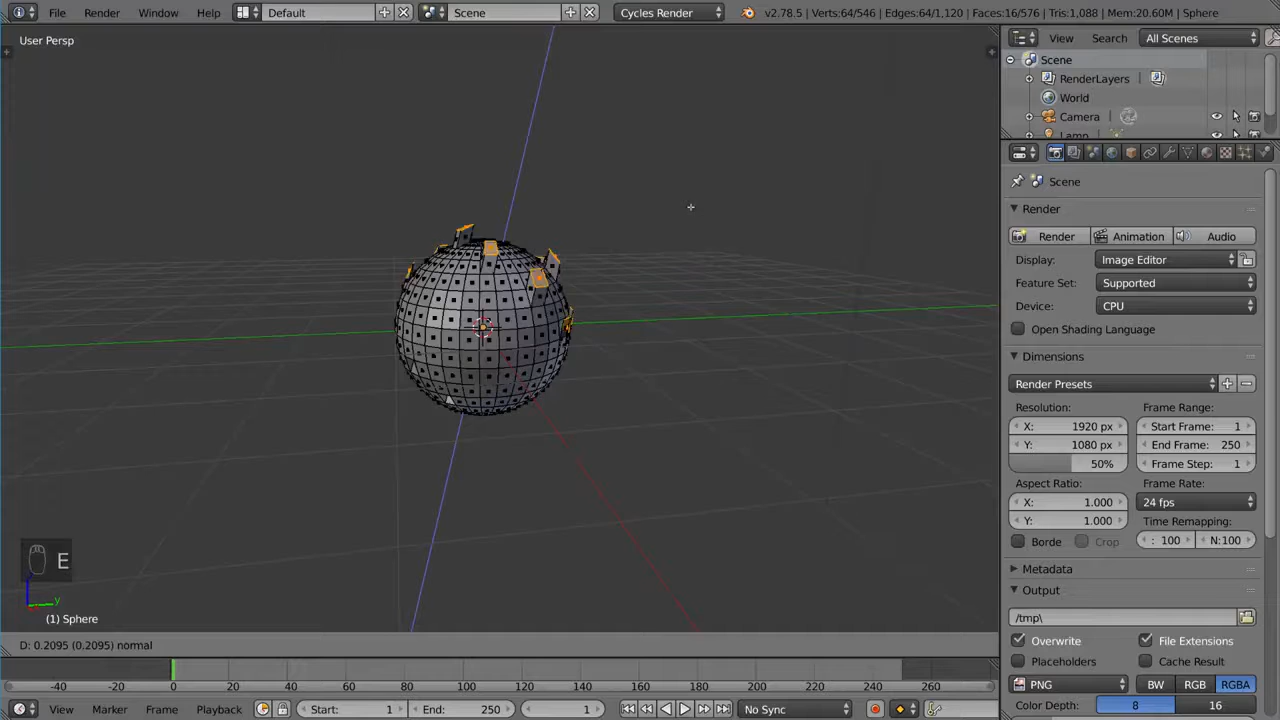 File Render Window Help Default Scene Cycles Render v2.78.5 | Verts:64/546 | Edges:64/1,120 | Faces:16/576 | Tris:1,088 | Mem:20.60M | Sphere
User Persp
View Search All Scenes
Scene
RenderLayers
World
Camera
Lamp
Scene
Render
Render Animation Audio
Display: Image Editor
Feature Set: Supported
Device: CPU
Open Shading Language
Dimensions
Render Presets
Resolution: Frame Range:
X: 1920 px Start Frame: 1
Y: 1080 px End Frame: 250
50% Frame Step: 1
Aspect Ratio: Frame Rate:
X: 1.000 24 fps
Y: 1.000 Time Remapping:
Borde Crop : 100 N:100
Metadata
Output
/tmp\
Overwrite File Extensions
Placeholders Cache Result
PNG BW RGB RGBA
Color Depth: 8 16
E
y
(1) Sphere
D: 0.2095 (0.2095) normal
-40 -20 0 20 40 60 80 100 120 140 160 180 200 220 240 260
View Marker Frame Playback Start: 1 End: 250 1 No Sync